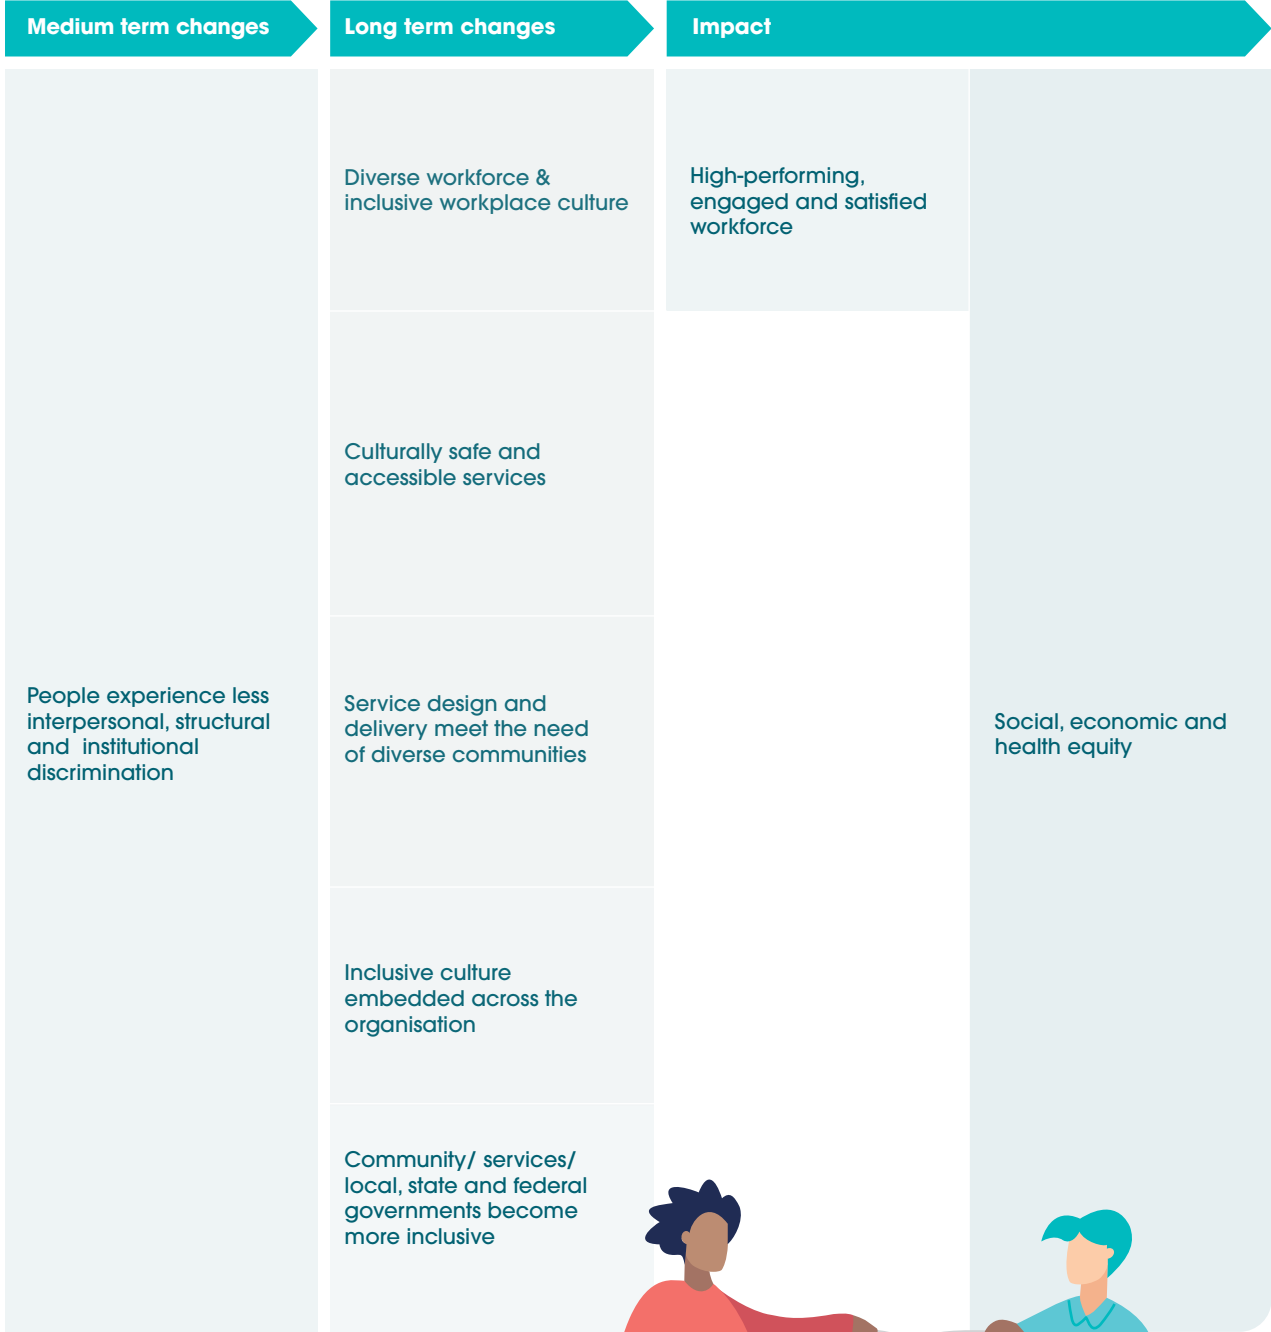 Medium term changes
Long term changes
Impact
People experience less
interpersonal, structural
and  institutional
discrimination
Diverse workforce &
inclusive workplace culture
Culturally safe and
accessible services
Service design and
delivery meet the need
of diverse communities
Inclusive culture
embedded across the
organisation
Community/ services/
local, state and federal
governments become
more inclusive
High-performing,
engaged and satisfied
workforce
Social, economic and
health equity